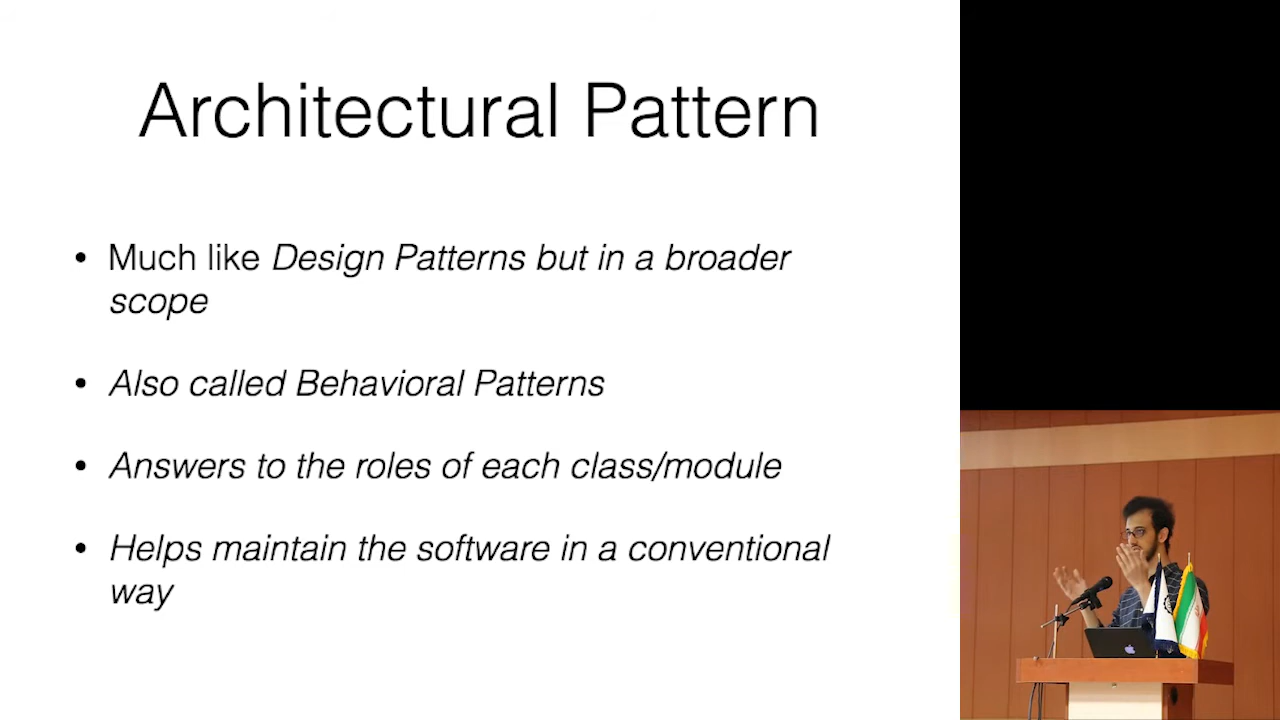 Architectural Pattern
• Much like Design Patterns but in a broader
scope
• Also called Behavioral Patterns
• Answers to the roles of each class/module
• Helps maintain the software in a conventional
way